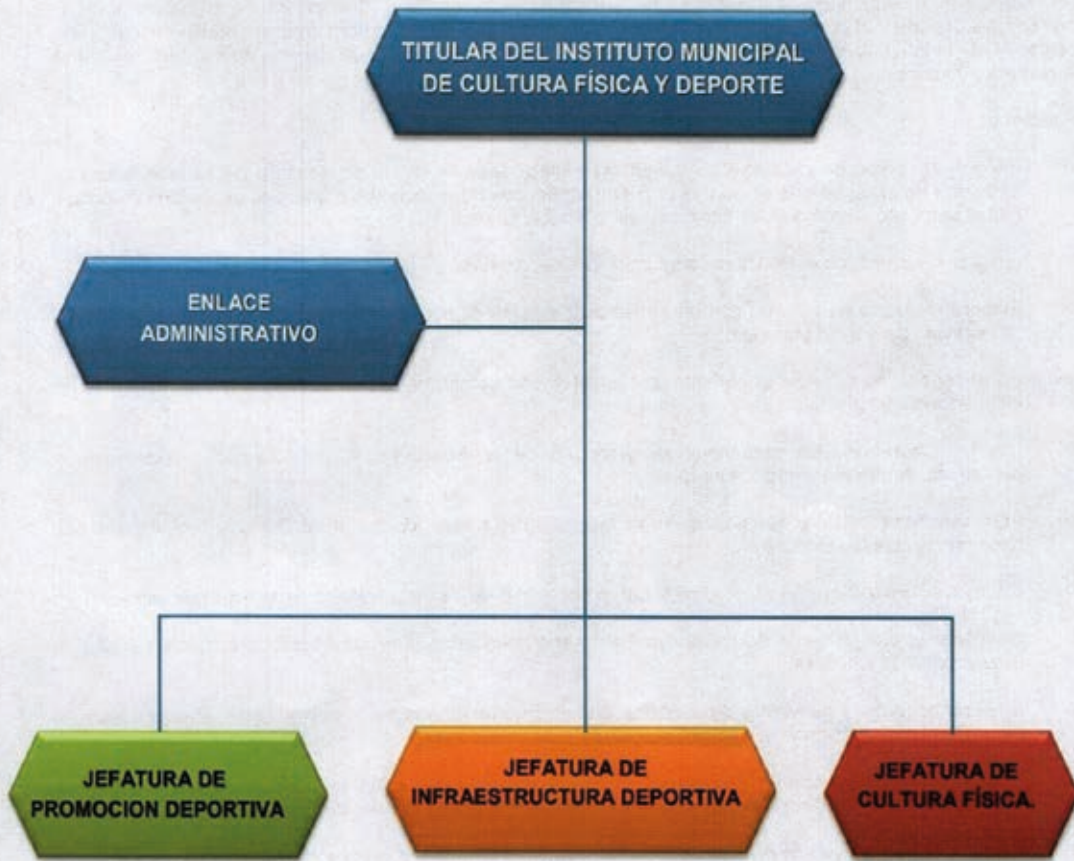 TITULAR DEL INSTITUTO MUNICIPAL
DE CULTURA FÍSICA Y DEPORTE
ENLACE
ADMINISTRATIVO
JEFATURA DE
PROMOCION DEPORTIVA
JEFATURA DE
INFRAESTRUCTURA DEPORTIVA
JEFATURA DE
CULTURA FÍSICA.